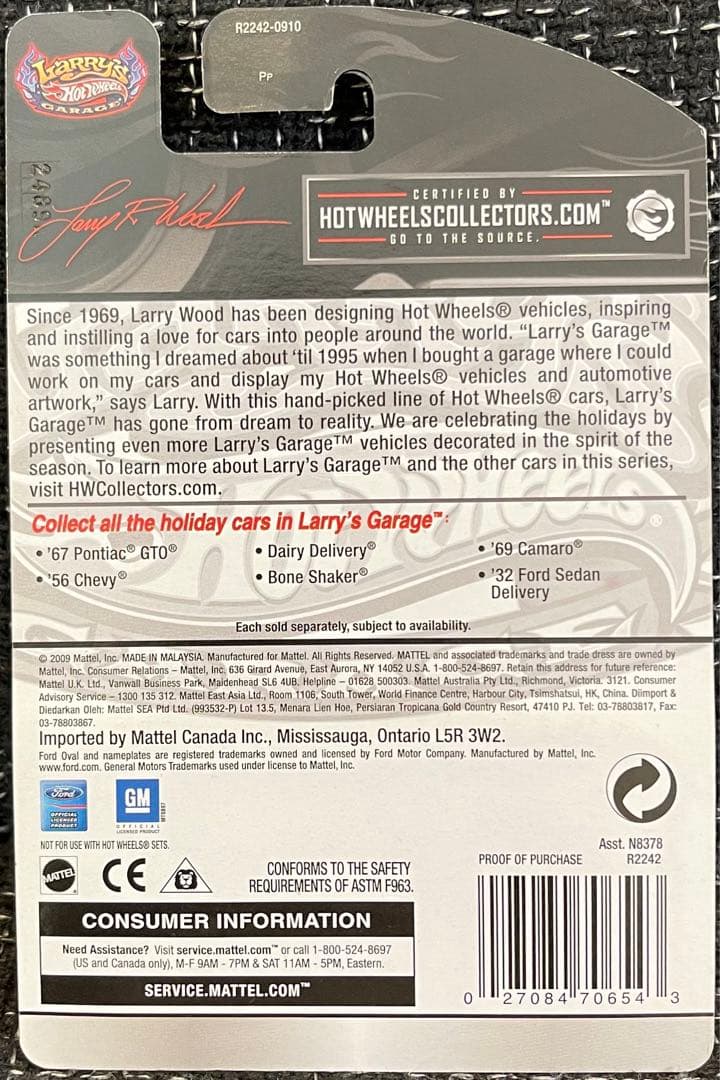 R2242-0910
PP
LARRY'S
HOT WHEELS
GARAGE
Larry R Wood
CERTIFIED BY
HOTWHEELSCOLLECTORS.COM™
GO TO THE SOURCE.
Since 1969, Larry Wood has been designing Hot Wheels® vehicles, inspiring
and instilling a love for cars into people around the world. “Larry’s Garage™
was something I dreamed about ‘til 1995 when I bought a garage where I could
work on my cars and display my Hot Wheels® vehicles and automotive
artwork,” says Larry. With this hand-picked line of Hot Wheels® cars, Larry’s
Garage™ has gone from dream to reality. We are celebrating the holidays by
presenting even more Larry’s Garage™ vehicles decorated in the spirit of the
season. To learn more about Larry’s Garage™ and the other cars in this series,
visit HWCollectors.com.
Collect all the holiday cars in Larry’s Garage™:
• ’67 Pontiac® GTO®
• ’56 Chevy®
• Dairy Delivery®
• Bone Shaker®
• ’69 Camaro®
• ’32 Ford Sedan
Delivery
Each sold separately, subject to availability.
© 2009 Mattel, Inc. MADE IN MALAYSIA. Manufactured for Mattel. All Rights Reserved. MATTEL and associated trademarks and trade dress are owned by
Mattel, Inc. Consumer Relations – Mattel, Inc, 636 Girard Avenue, East Aurora, NY 14052 U.S.A. 1-800-524-8697. Retain this address for future reference:
Mattel U.K. Ltd., Vanwall Business Park, Maidenhead SL6 4UB. Helpline – 01628 500303. Mattel Australia Pty Ltd., Richmond, Victoria. 3121. Consumer
Advisory Service – 1300 135 312. Mattel East Asia Ltd., Room 1106, South Tower, World Finance Centre, Harbour City, Tsimshatsui, HK, China. Diimport &
Diedarkan Oleh: Mattel SEA Ptd Ltd. (993532-P) Lot 13.5, Menara Lien Hoe, Persiaran Tropicana Gold Country Resort, 47410 PJ. Tel: 03-78803817, Fax:
03-78803867.
Imported by Mattel Canada Inc., Mississauga, Ontario L5R 3W2.
Ford Oval and nameplates are registered trademarks owned and licensed by Ford Motor Company. Manufactured by Mattel, Inc.
www.ford.com. General Motors Trademarks used under license to Mattel, Inc.
Ford
OFFICIAL
LICENSED
PRODUCT
GM
OFFICIAL
LICENSED PRODUCT
NOT FOR USE WITH HOT WHEELS® SETS.
MATTEL
CE
CONFORMS TO THE SAFETY
REQUIREMENTS OF ASTM F963.
CONSUMER INFORMATION
Need Assistance? Visit service.mattel.com™ or call 1-800-524-8697
(US and Canada only), M-F 9AM - 7PM & SAT 11AM - 5PM, Eastern.
SERVICE.MATTEL.COM™
Asst. N8378
PROOF OF PURCHASE R2242
0 27084 70654 3